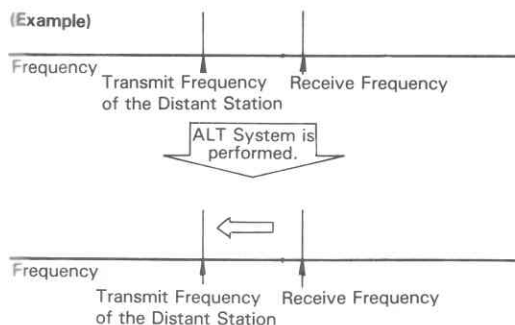 (Example)
Frequency
Transmit Frequency Receive Frequency
of the Distant Station
ALT System is
performed.
Frequency
Transmit Frequency Receive Frequency
of the Distant Station